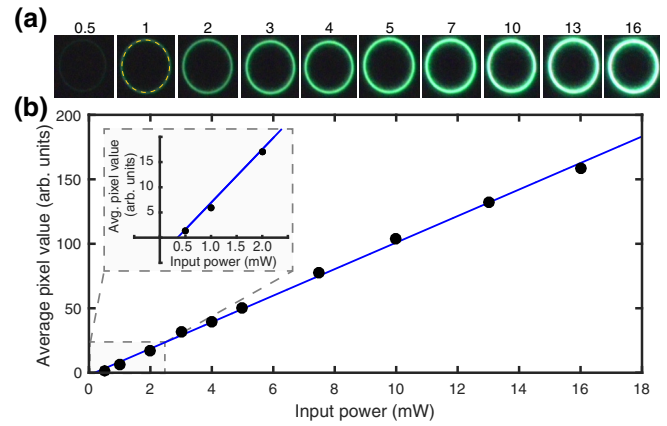 (a)
0.5 1 2 3 4 5 7 10 13 16
(b)
200
150
100
50
0
Average pixel value (arb. units)
15
10
5
Avg. pixel value
(arb. units)
0.5 1.0 2.0
Input power (mW)
0 2 4 6 8 10 12 14 16 18
Input power (mW)